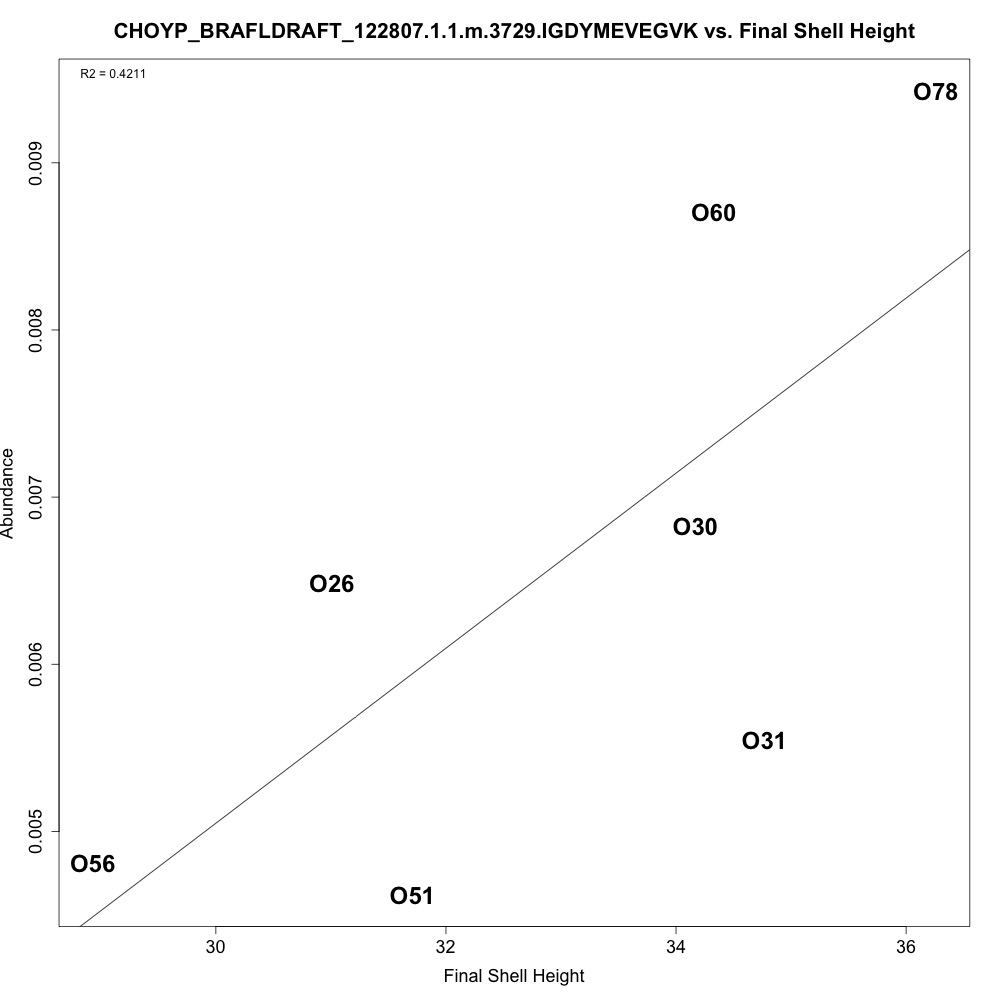 CHOYP_BRAFLDRAFT_122807.1.1.m.3729.IGDYMEVEGVK vs. Final Shell Height
R2 = 0.4211
O78
0.009
O60
0.008
Abundance
0.007
O30
O26
0.006
O31
0.005
O56
O51
30 32 34 36
Final Shell Height